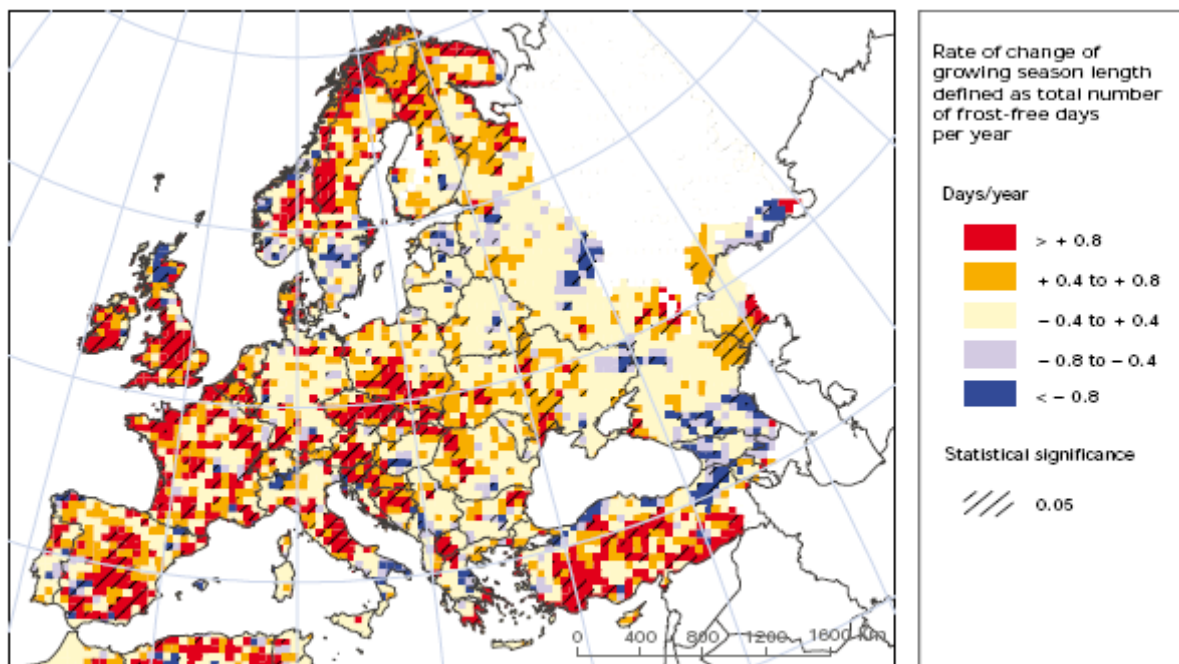 Rate of change of
growing season length
defined as total number
of frost-free days
per year
Days/year
> + 0.8
+ 0.4 to + 0.8
– 0.4 to + 0.4
– 0.8 to – 0.4
< – 0.8
Statistical significance
0.05
0 400 800 1200 1600 Km